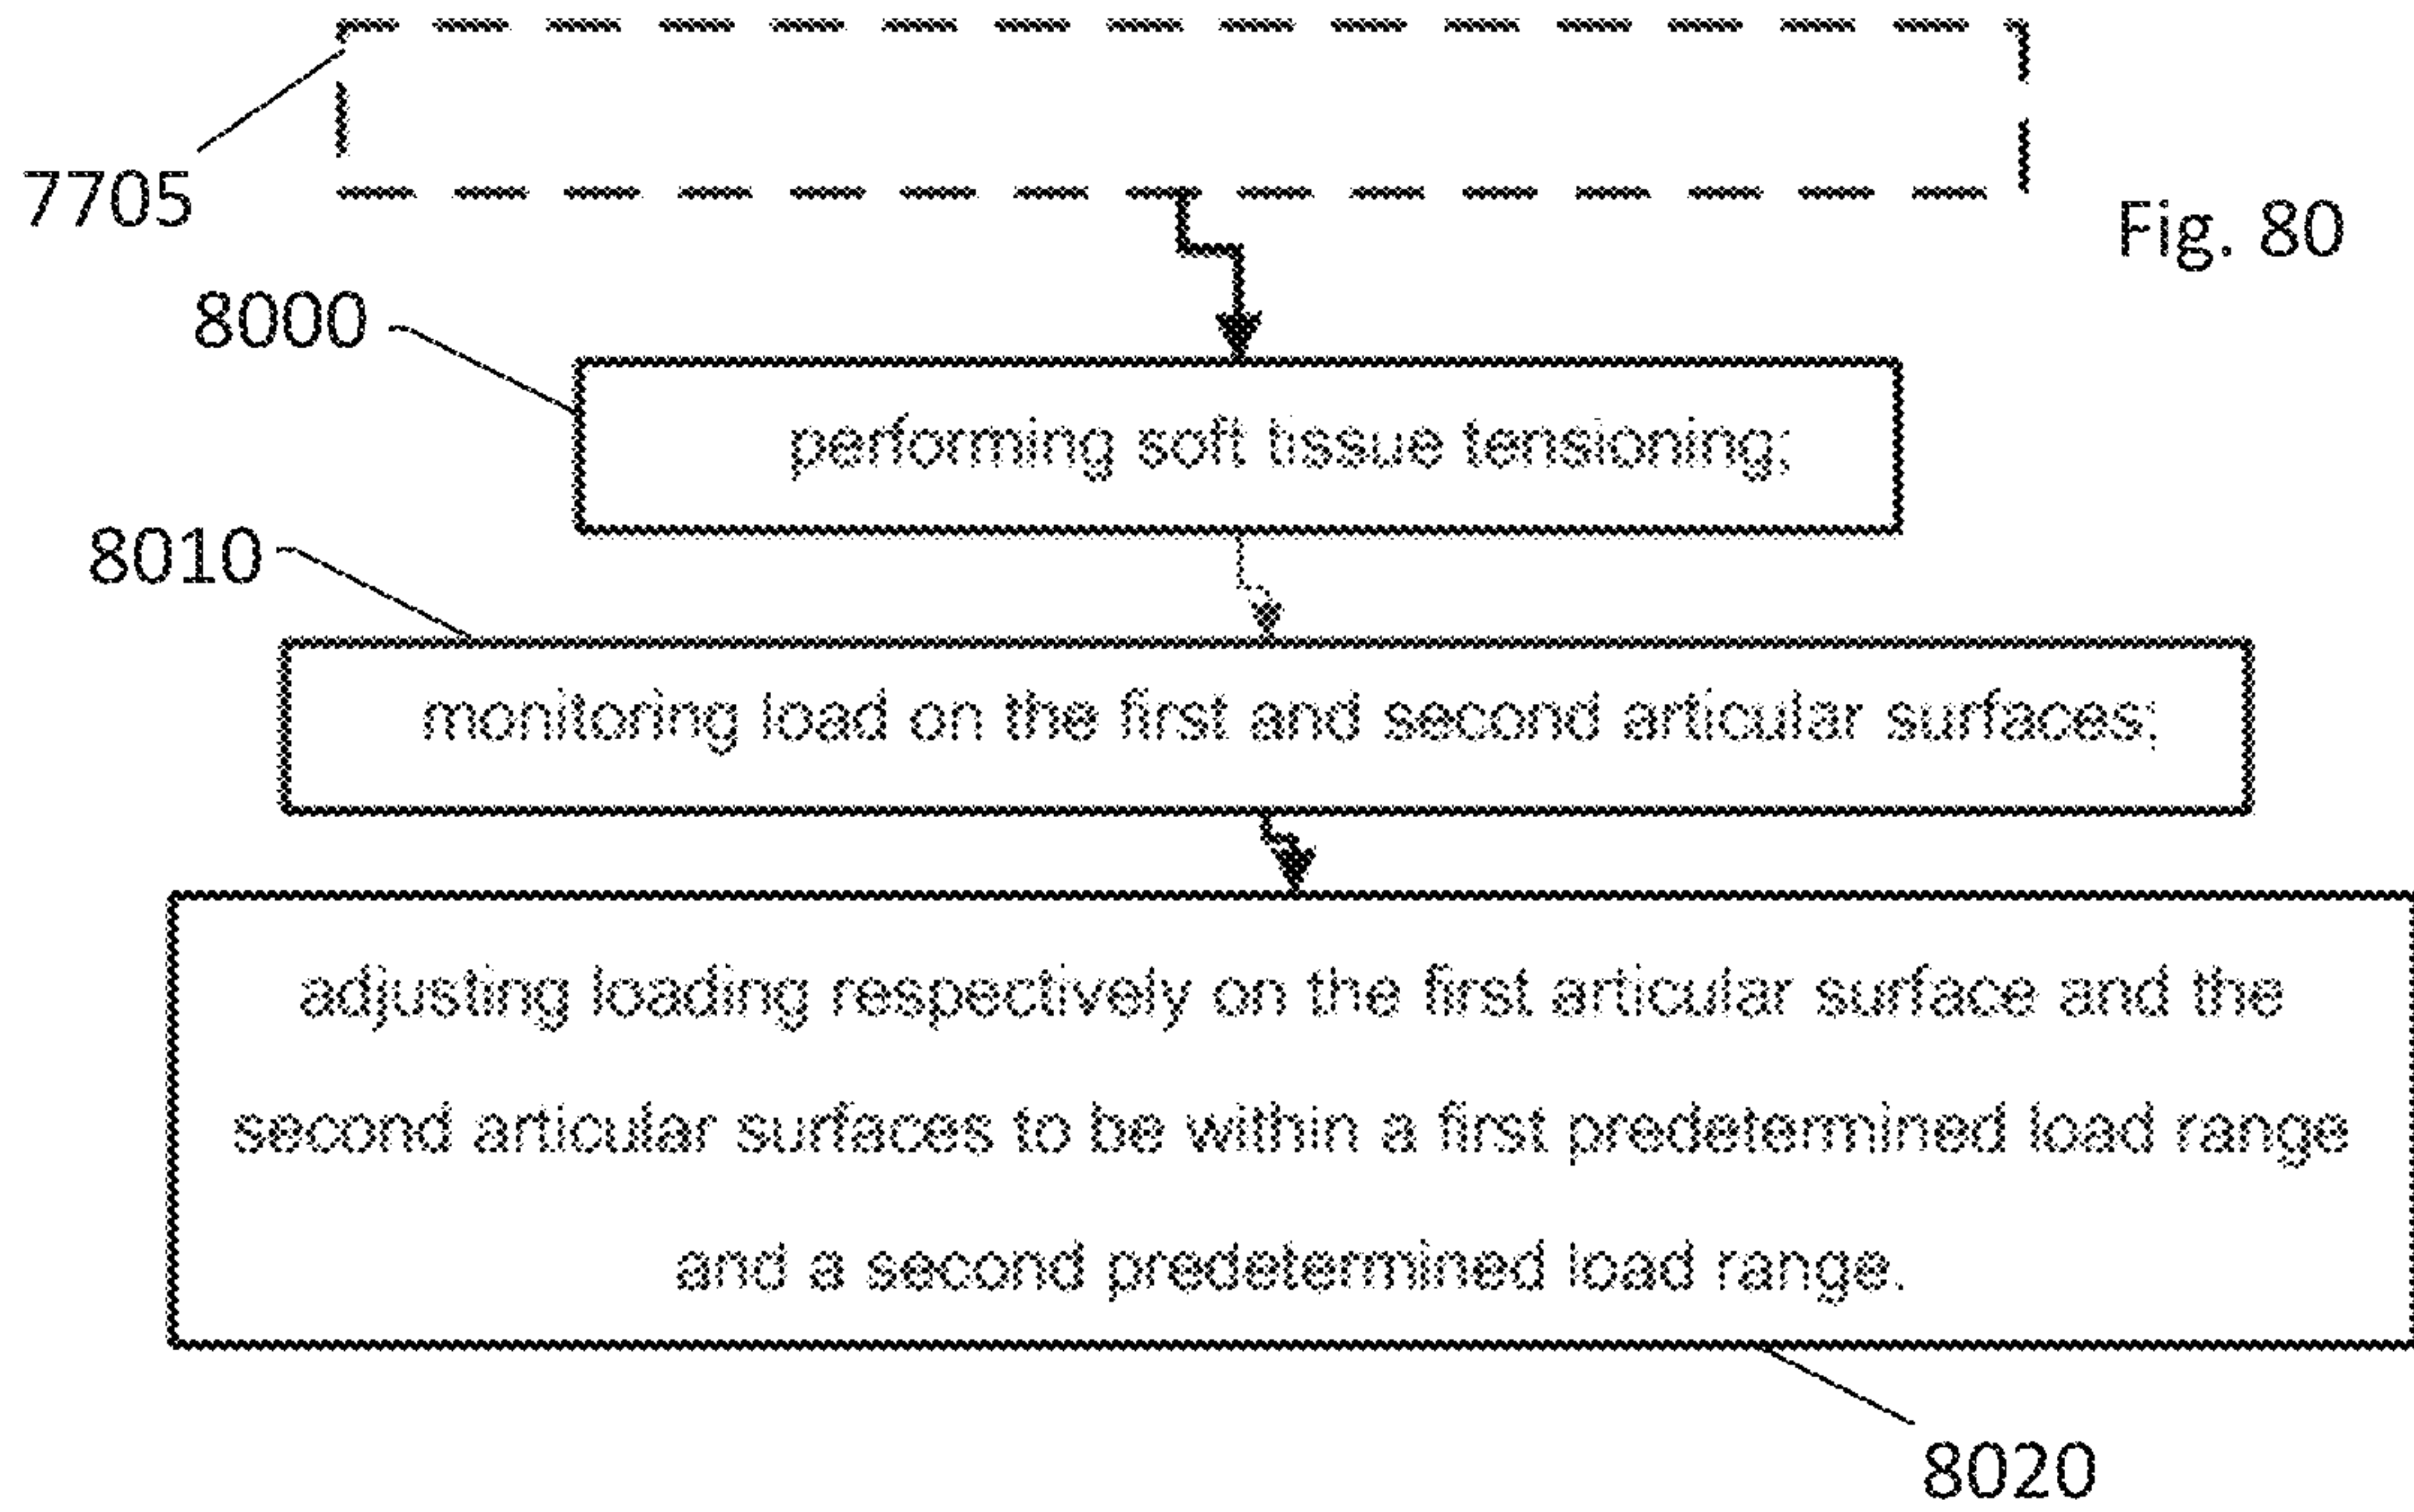 7705
Fig. 80
8000
performing soft tissue tensioning;
8010
monitoring load on the first and second articular surfaces;
adjusting loading respectively on the first articular surface and the
second articular surfaces to be within a first predetermined load range
and a second predetermined load range.
8020